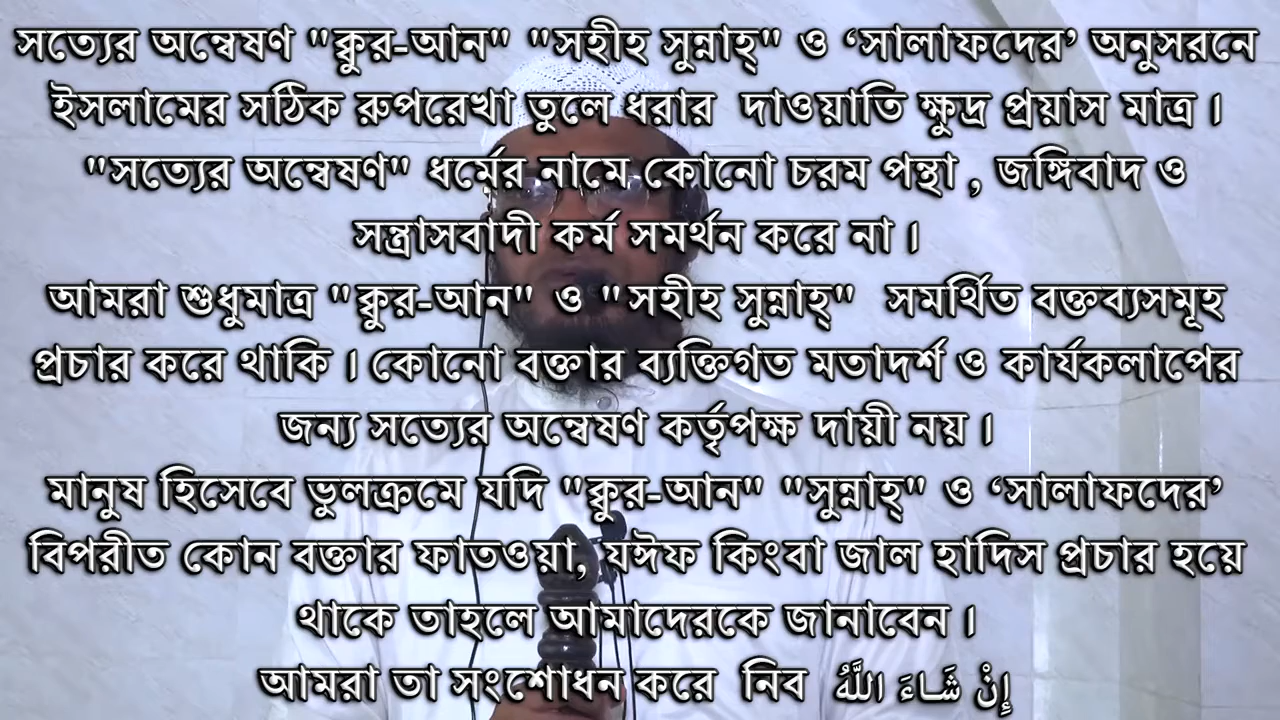 সত্যের অন্বেষণ "ক্বুর-আন" "সহীহ সুন্নাহ্" ও ‘সালাফদের’ অনুসরনে
ইসলামের সঠিক রুপরেখা তুলে ধরার দাওয়াতি ক্ষুদ্র প্রয়াস মাত্র ।
"সত্যের অন্বেষণ" ধর্মের নামে কোনো চরম পন্থা , জঙ্গিবাদ ও
সন্ত্রাসবাদী কর্ম সমর্থন করে না ।
আমরা শুধুমাত্র "ক্বুর-আন" ও "সহীহ সুন্নাহ্" সমর্থিত বক্তব্যসমূহ
প্রচার করে থাকি । কোনো বক্তার ব্যক্তিগত মতাদর্শ ও কার্যকলাপের
জন্য সত্যের অন্বেষণ কর্তৃপক্ষ দায়ী নয় ।
মানুষ হিসেবে ভুলক্রমে যদি "ক্বুর-আন" "সুন্নাহ্" ও ‘সালাফদের’
বিপরীত কোন বক্তার ফাতওয়া, যঈফ কিংবা জাল হাদিস প্রচার হয়ে
থাকে তাহলে আমাদেরকে জানাবেন ।
আমরা তা সংশোধন করে নিব إِنْ شَاءَ اللَّهُ